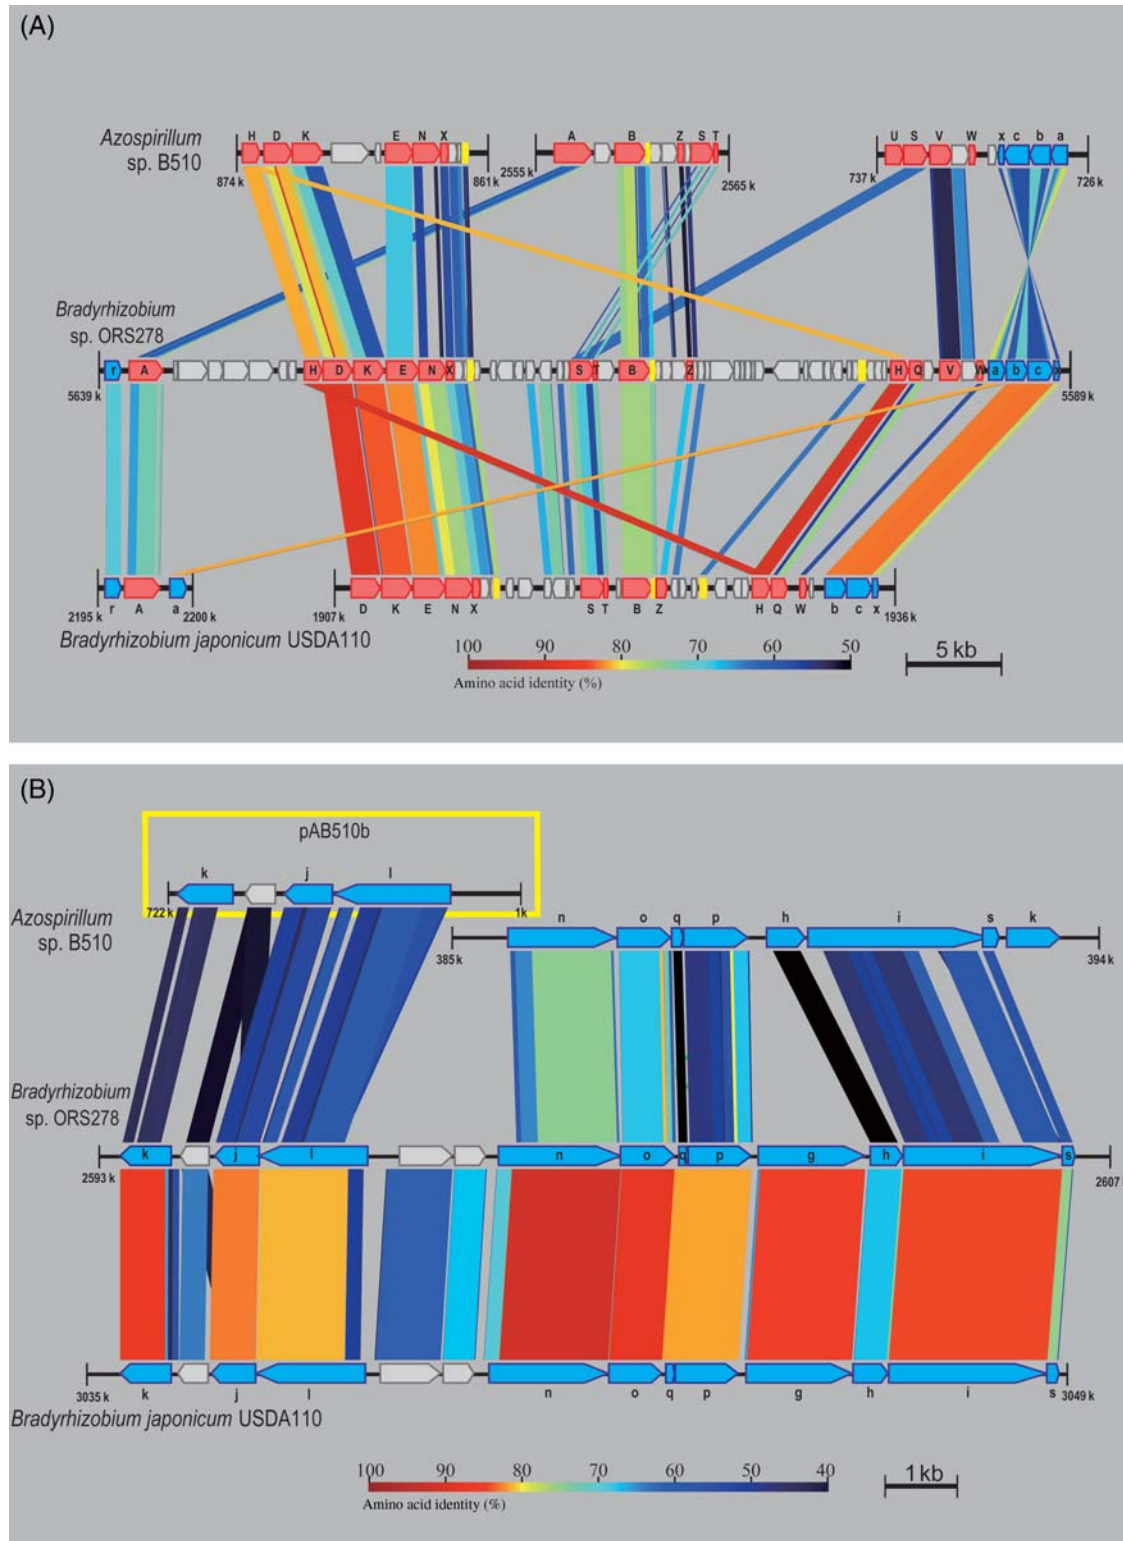 (A)
H D K E N X A B Z S T U S V W x c b a
Azospirillum
sp. B510
874 k 861 k 2555 k 2565 k 737 k 726 k
Bradyrhizobium
sp. ORS278
r A H D K E N X S T B Z H Q V W a b c x
5639 k 5589 k
2195 k 2200 k 1907 k 1936 k
r A a D K E N X S T B Z H Q W b c x
Bradyrhizobium japonicum USDA110
100 90 80 70 60 50
Amino acid identity (%)
5 kb
(B)
pAB510b
k j l
722 k 1k
Azospirillum
sp. B510
n o q p h i s k
385 k 394 k
Bradyrhizobium
sp. ORS278
k j l n o q p g h i s
2593 k 2607 k
3035 k 3049 k
k j l n o q p g h i s
Bradyrhizobium japonicum USDA110
100 90 80 70 60 50 40
Amino acid identity (%)
1 kb